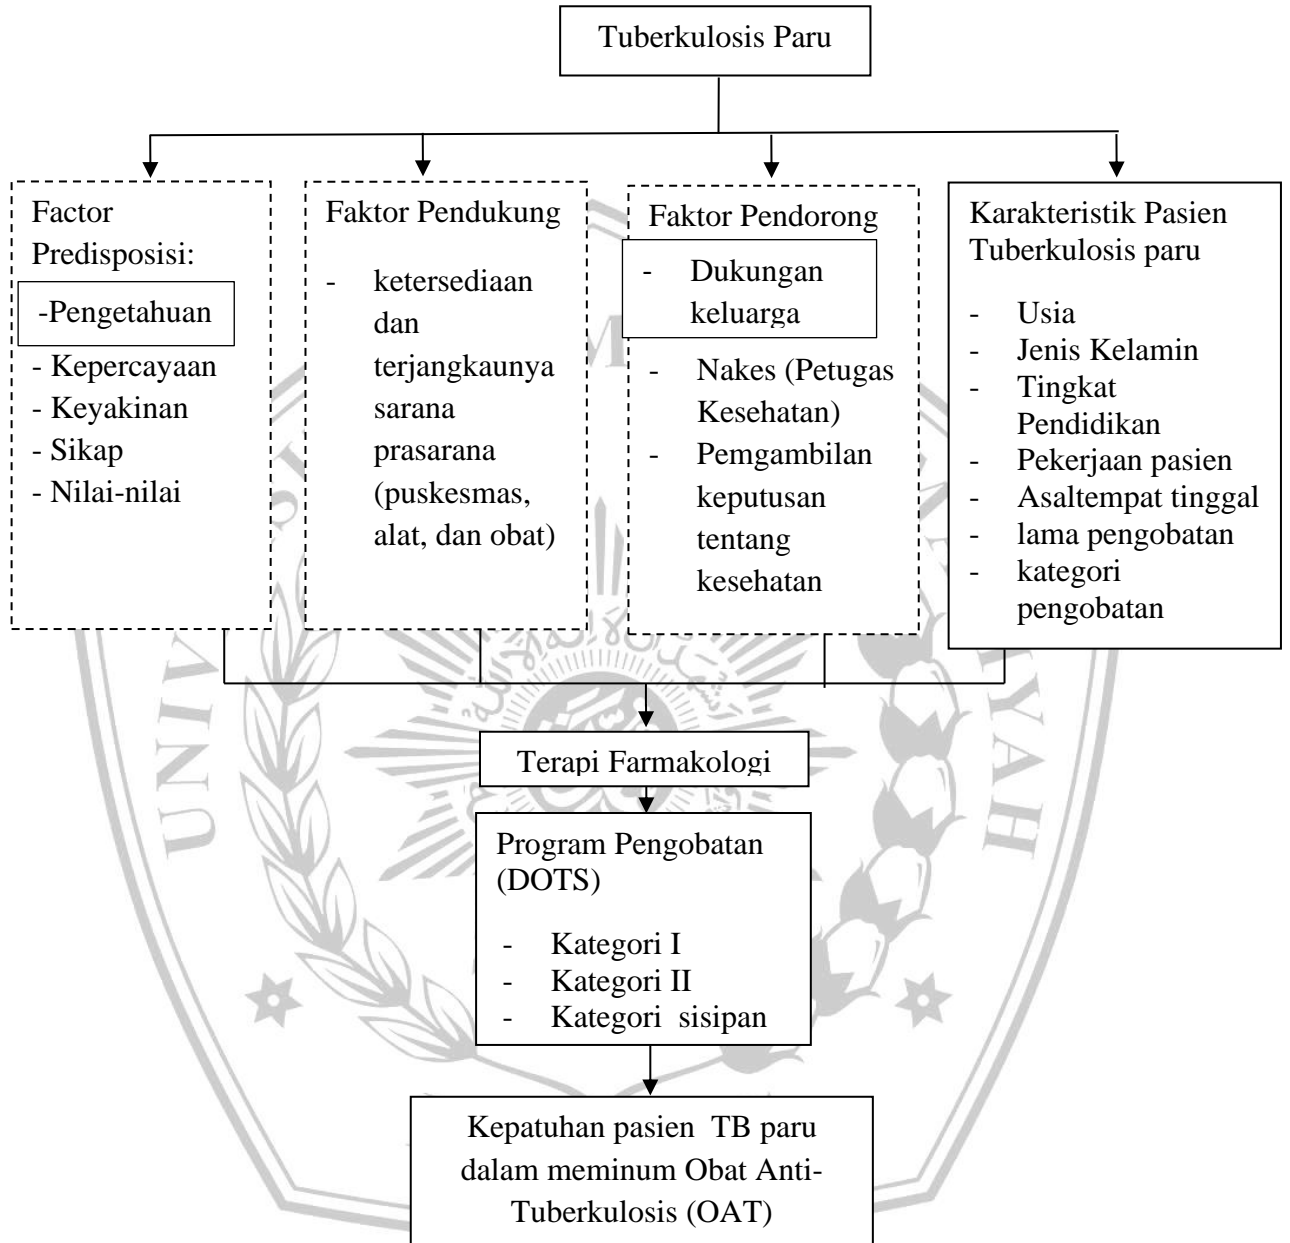 Tuberkulosis Paru
Factor
Predisposisi:
-Pengetahuan
- Kepercayaan
- Keyakinan
- Sikap
- Nilai-nilai
Faktor Pendukung
- ketersediaan
dan
terjangkaunya
sarana
prasarana
(puskesmas,
alat, dan obat)
Faktor Pendorong
- Dukungan
keluarga
- Nakes (Petugas
Kesehatan)
- Pemgambilan
keputusan
tentang
kesehatan
Karakteristik Pasien
Tuberkulosis paru
- Usia
- Jenis Kelamin
- Tingkat
Pendidikan
- Pekerjaan pasien
- Asaltempat tinggal
- lama pengobatan
- kategori
pengobatan
Terapi Farmakologi
Program Pengobatan
(DOTS)
- Kategori I
- Kategori II
- Kategori sisipan
Kepatuhan pasien TB paru
dalam meminum Obat Anti-
Tuberkulosis (OAT)